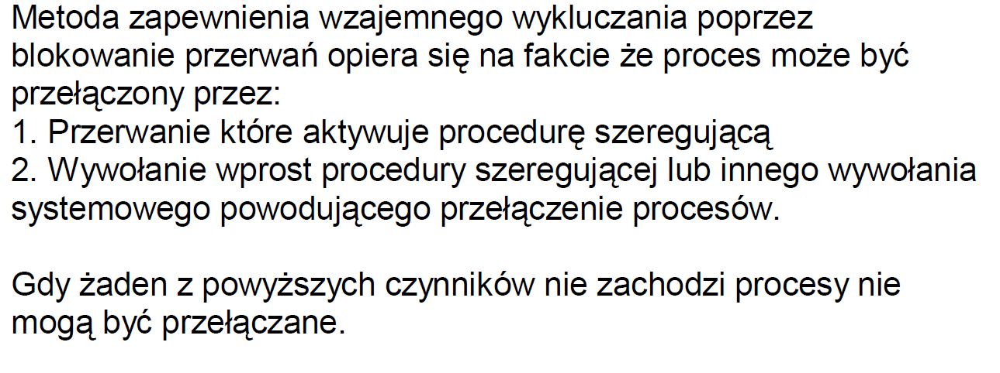 Metoda zapewnienia wzajemnego wykluczania poprzez
blokowanie przerwań opiera się na fakcie że proces może być
przełączony przez:
1. Przerwanie które aktywuje procedurę szeregującą
2. Wywołanie wprost procedury szeregującej lub innego wywołania
systemowego powodującego przełączenie procesów.
Gdy żaden z powyższych czynników nie zachodzi procesy nie
mogą być przełączane.